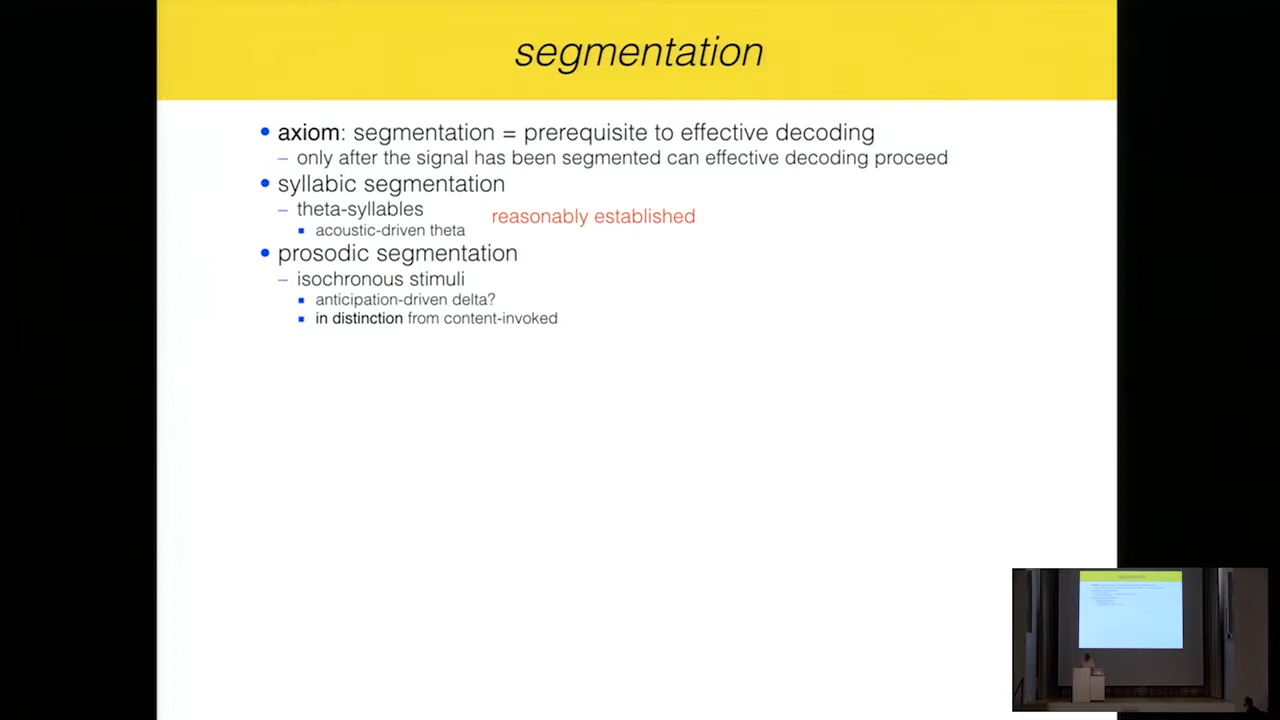 segmentation
• axiom: segmentation = prerequisite to effective decoding
– only after the signal has been segmented can effective decoding proceed
• syllabic segmentation
– theta-syllables
reasonably established
▪ acoustic-driven theta
• prosodic segmentation
– isochronous stimuli
▪ anticipation-driven delta?
▪ in distinction from content-invoked